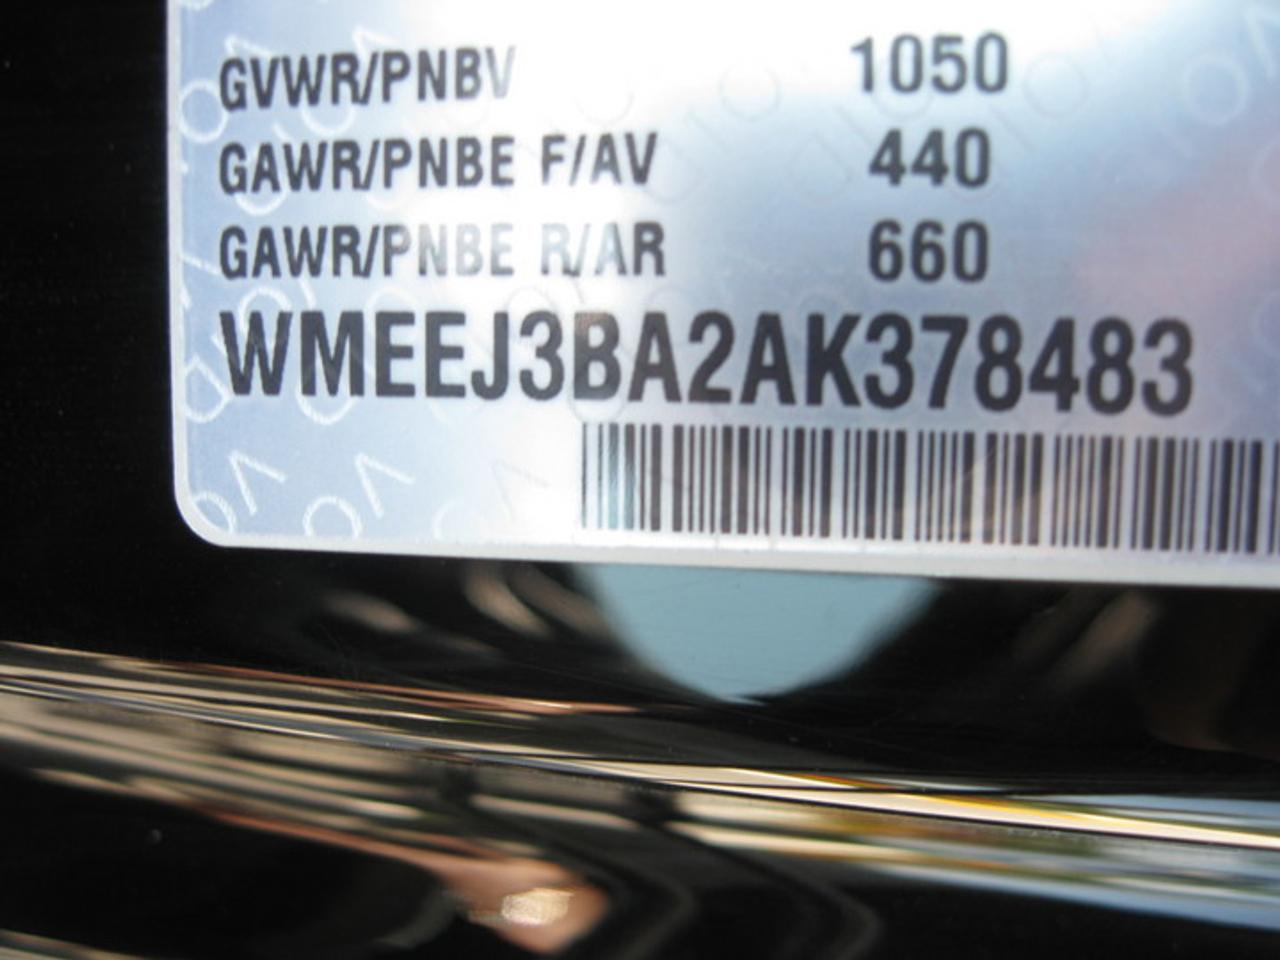 GVWR/PNBV 1050
GAWR/PNBE F/AV 440
GAWR/PNBE R/AR 660
WMEEJ3BA2AK378483